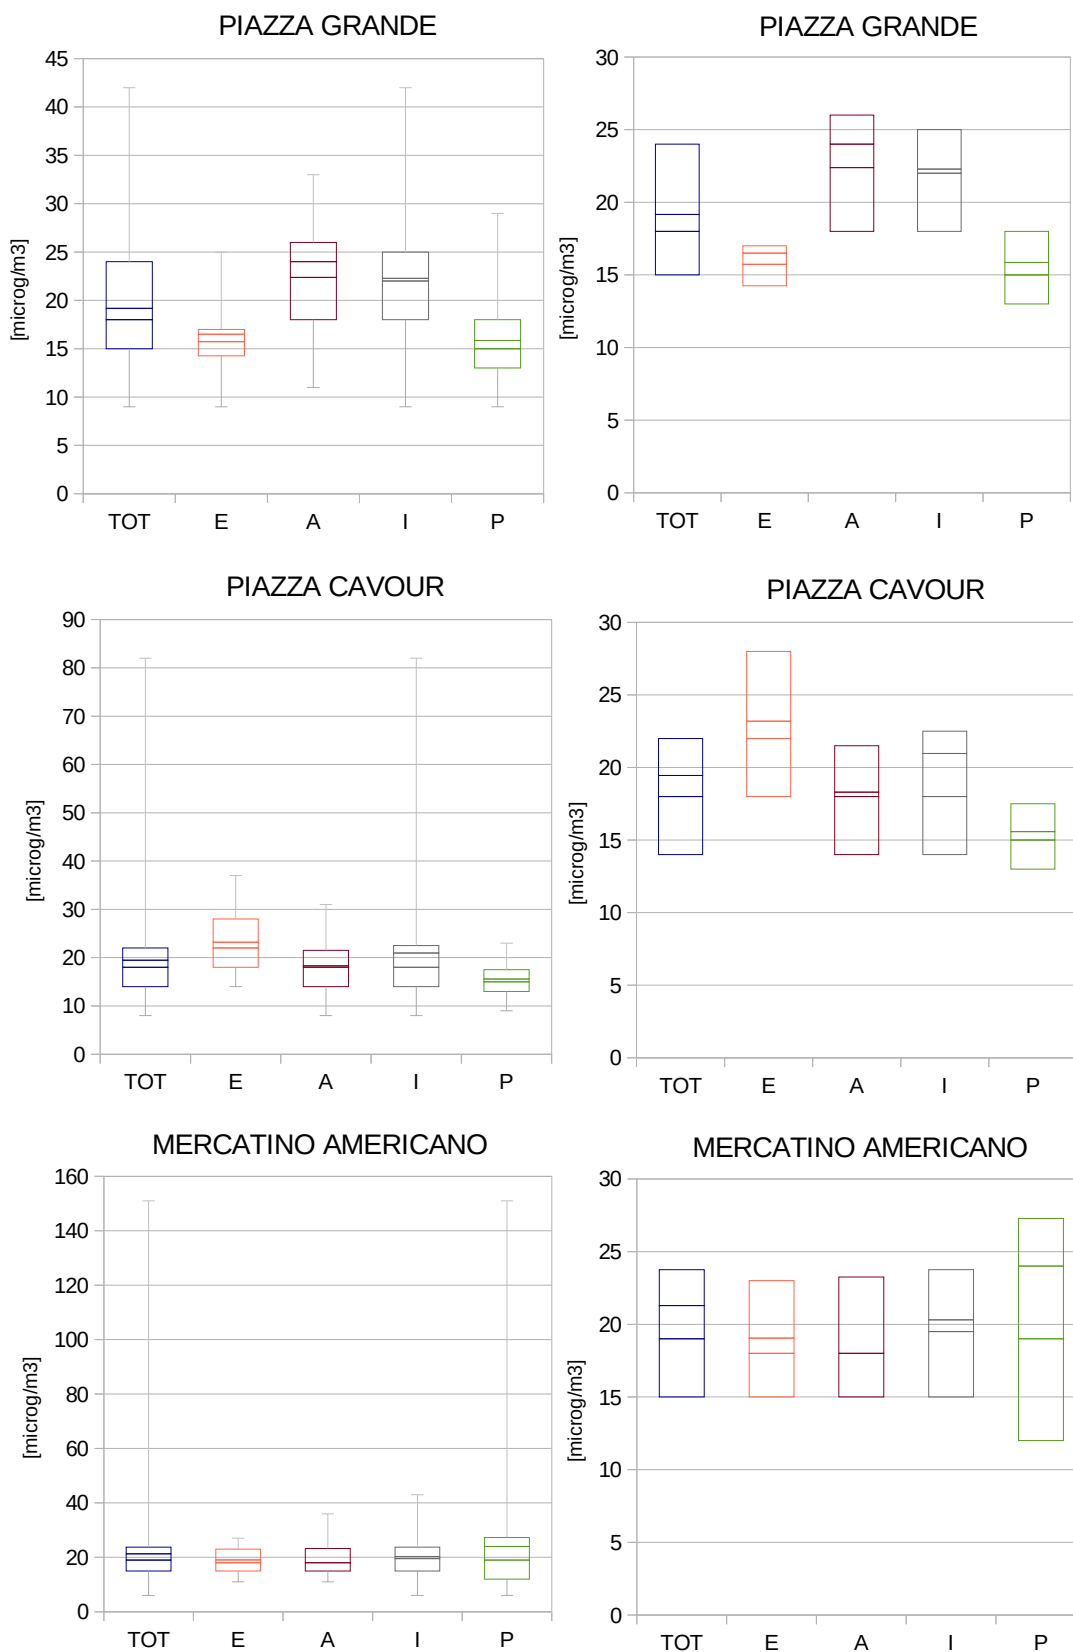 PIAZZA GRANDE
45
40
35
30
25
20
15
10
5
0
[microg/m3]
TOT E A I P
PIAZZA GRANDE
30
25
20
15
10
5
0
[microg/m3]
TOT E A I P
PIAZZA CAVOUR
90
80
70
60
50
40
30
20
10
0
[microg/m3]
TOT E A I P
PIAZZA CAVOUR
30
25
20
15
10
5
0
[microg/m3]
TOT E A I P
MERCATINO AMERICANO
160
140
120
100
80
60
40
20
0
[microg/m3]
TOT E A I P
MERCATINO AMERICANO
30
25
20
15
10
5
0
[microg/m3]
TOT E A I P